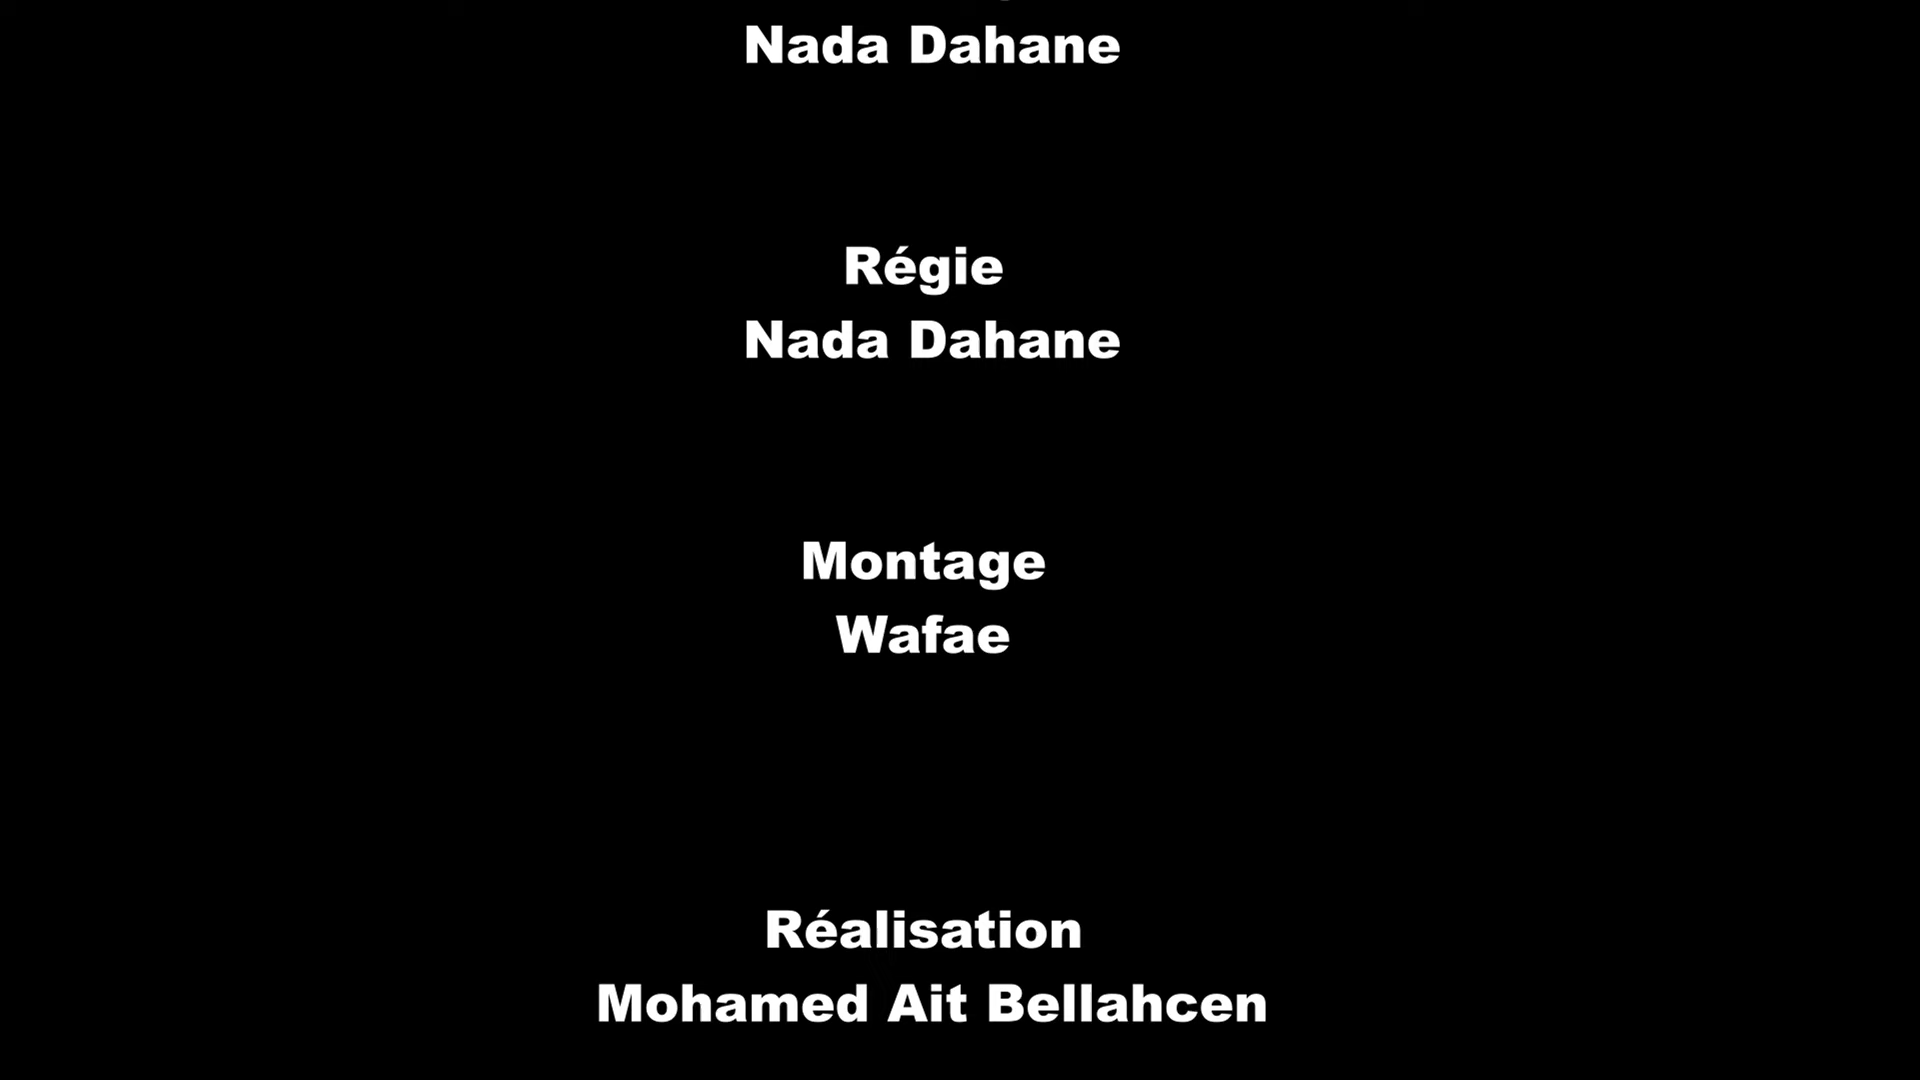 Nada Dahane
Régie
Nada Dahane
Montage
Wafae
Réalisation
Mohamed Ait Bellahcen